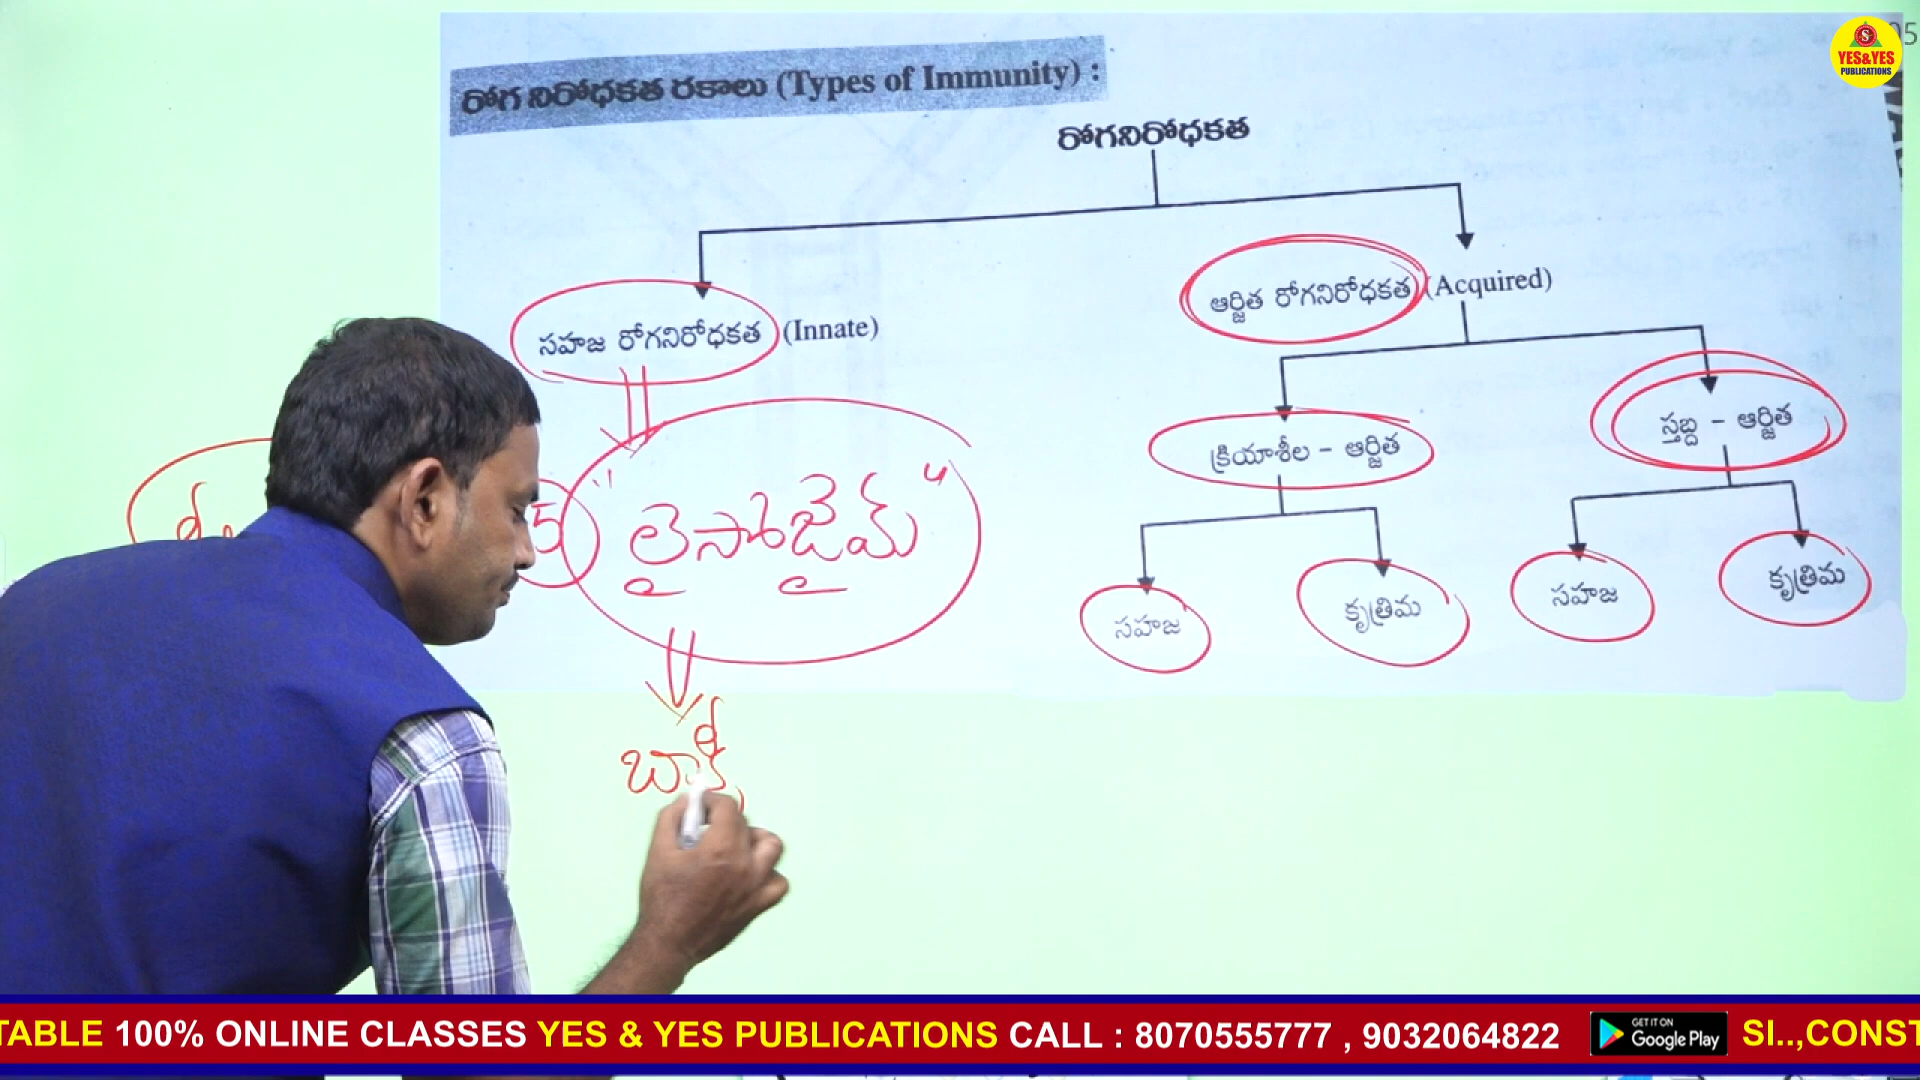 రోగ నిరోధకత రకాలు (Types of Immunity) :
రోగనిరోధకత
సహజ రోగనిరోధకత (Innate)
ఆర్జిత రోగనిరోధకత (Acquired)
క్రియాశీల – ఆర్జిత
స్తబ్ద – ఆర్జిత
సహజ
కృత్రిమ
సహజ
కృత్రిమ
" లైసోజైమ్ "
YES&YES
PUBLICATIONS
05
TABLE 100% ONLINE CLASSES YES & YES PUBLICATIONS CALL : 8070555777 , 9032064822
GET IT ON
Google Play
SI..,CONST